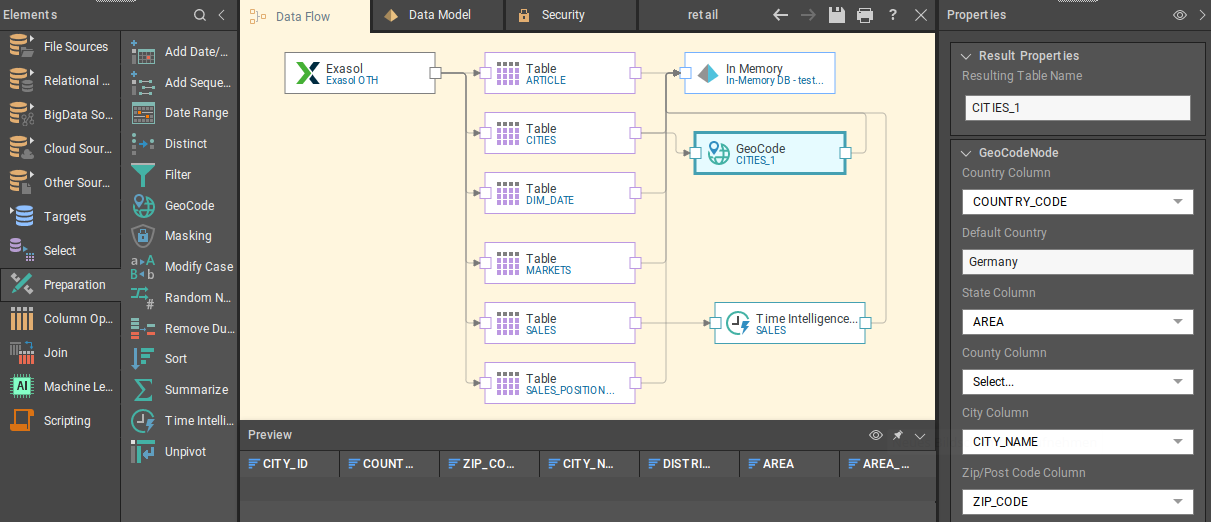 Elements
File Sources
Relational ..
BigData So...
Cloud Sour...
Other Sour...
Targets
Select
Preparation
Column Op...
Join
Machine Le...
Scripting
Add Date/...
Add Seque...
Date Range
Distinct
Filter
GeoCode
Masking
Modify Case
Random N...
Remove Du...
Sort
Summarize
Time Intelli...
Unpivot
Data Flow
Data Model
Security
retail
Exasol
Exasol OTH
Table
ARTICLE
Table
CITIES
Table
DIM_DATE
Table
MARKETS
Table
SALES
Table
SALES_POSITION...
In Memory
In-Memory DB - test...
GeoCode
CITIES_1
Time Intelligence...
SALES
Preview
CITY_ID
COUNT...
ZIP_CO...
CITY_N...
DISTRI...
AREA
AREA_...
Properties
Result Properties
Resulting Table Name
CITIES_1
GeoCodeNode
Country Column
COUNTRY_CODE
Default Country
Germany
State Column
AREA
County Column
Select...
City Column
CITY_NAME
Zip/Post Code Column
ZIP_CODE